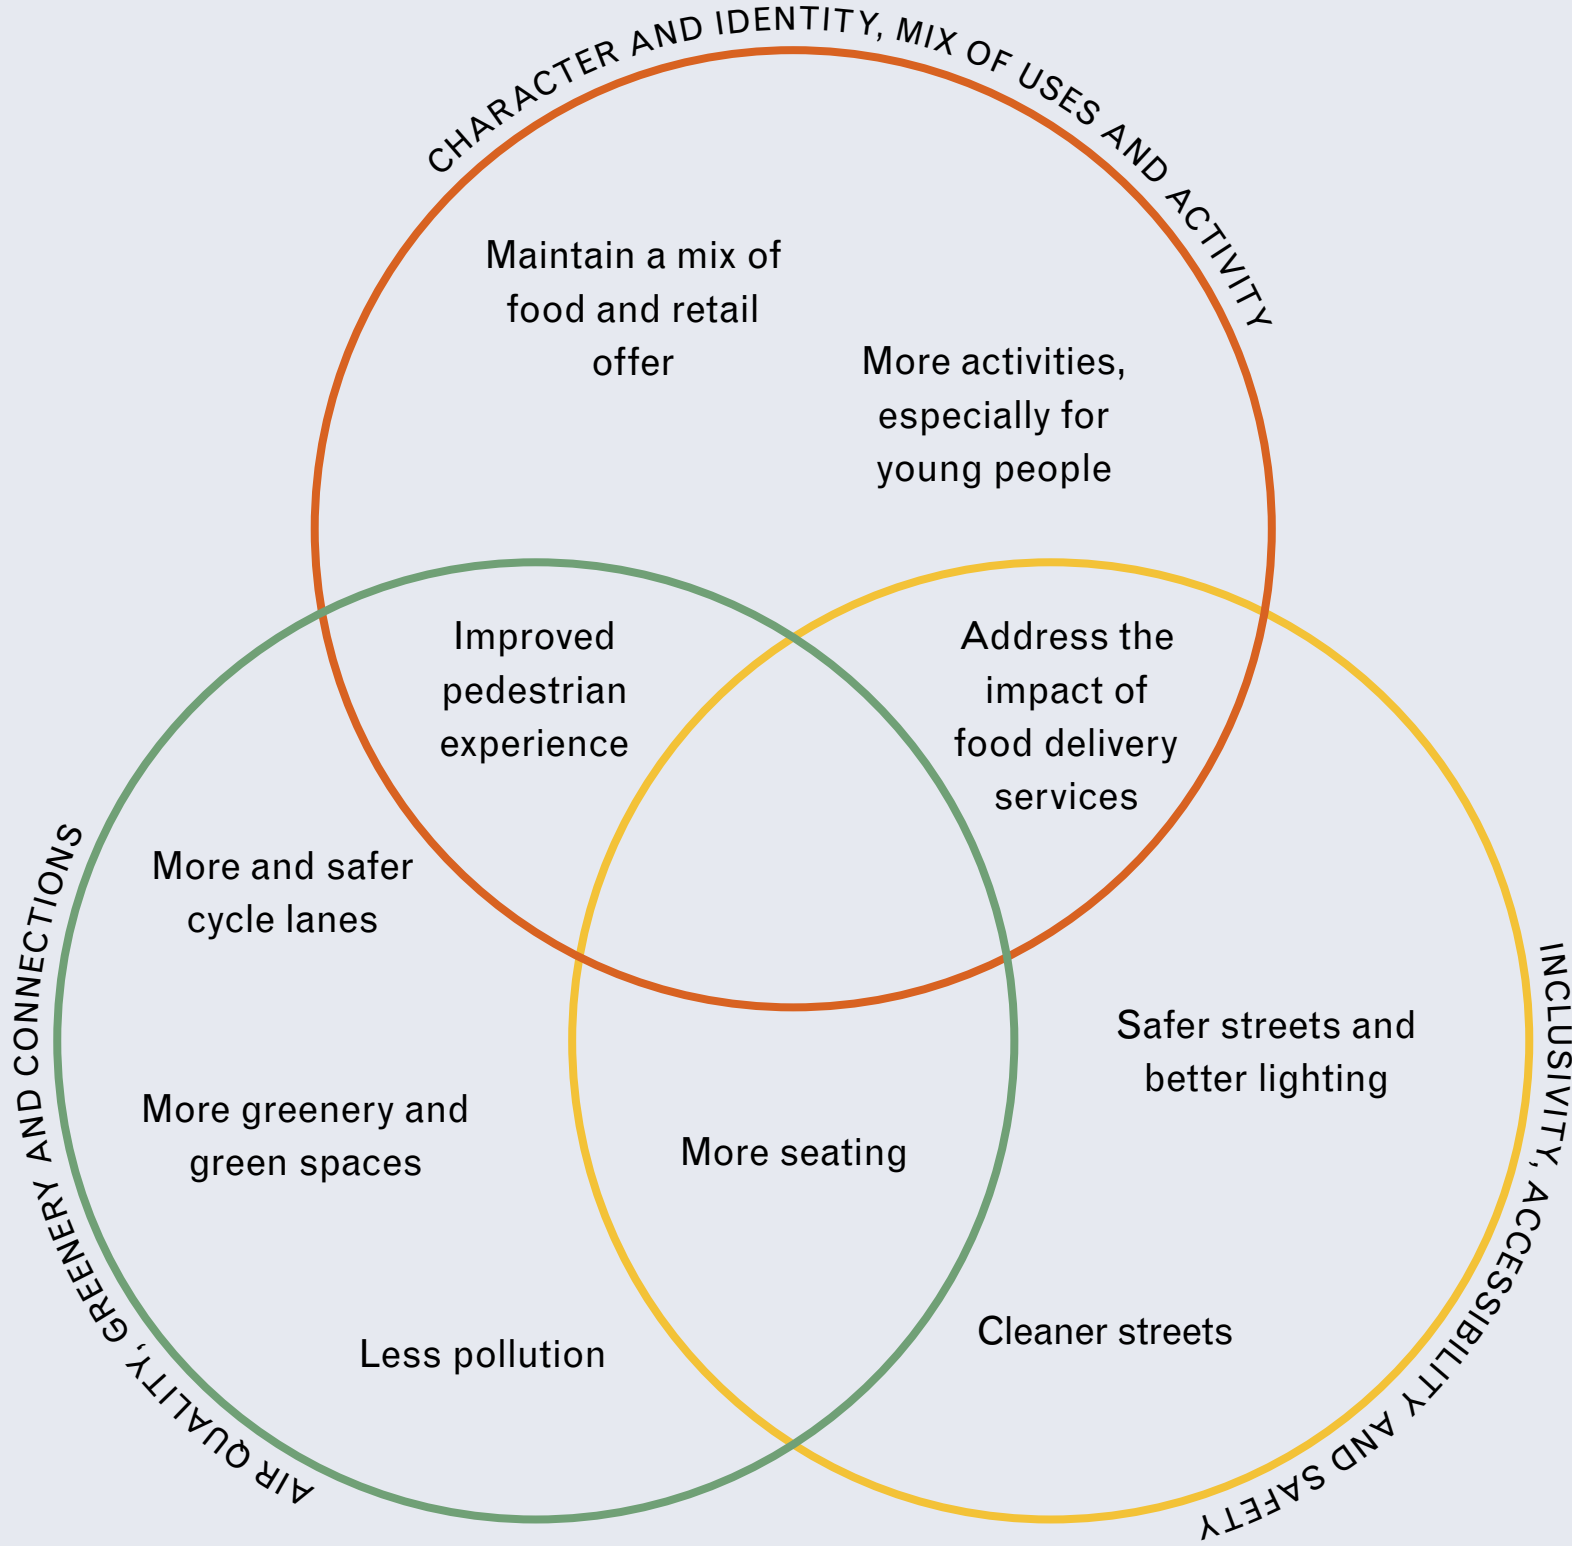 CHARACTER AND IDENTITY, MIX OF USES AND ACTIVITY
Maintain a mix of
food and retail
offer
More activities,
especially for
young people
Improved
pedestrian
experience
Address the
impact of
food delivery
services
More and safer
cycle lanes
AIR QUALITY, GREENERY AND CONNECTIONS
INCLUSIVITY, ACCESSIBILITY AND SAFETY
Safer streets and
better lighting
More greenery and
green spaces
More seating
Cleaner streets
Less pollution